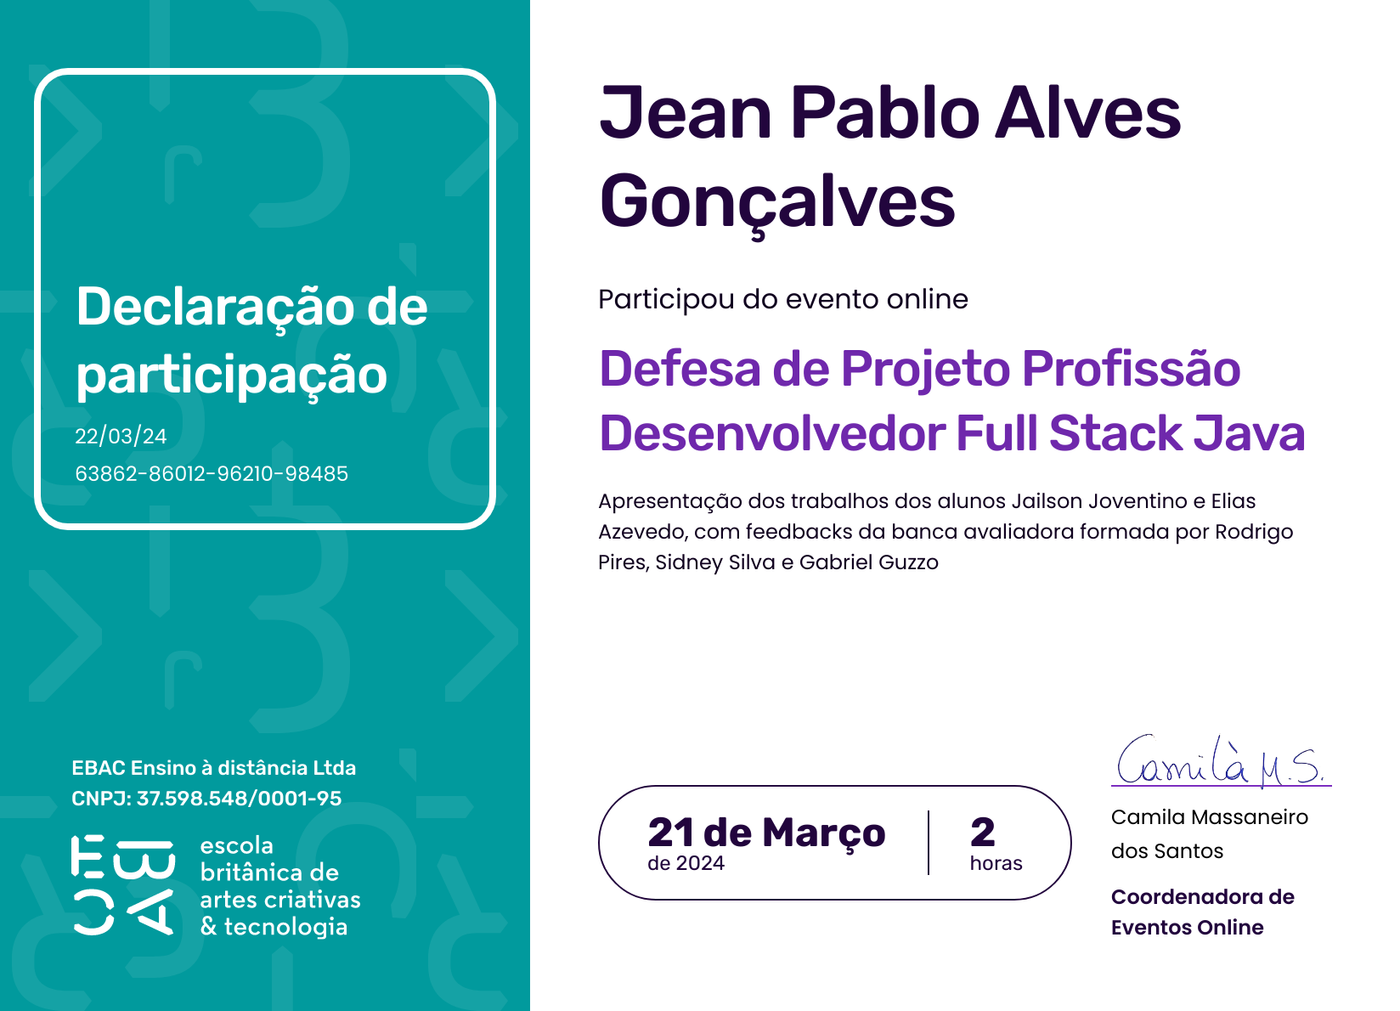 Declaração de
participação
22/03/24
63862-86012-96210-98485
EBAC Ensino à distância Ltda
CNPJ: 37.598.548/0001-95
EBAC
escola
britânica de
artes criativas
& tecnologia
Jean Pablo Alves
Gonçalves
Participou do evento online
Defesa de Projeto Profissão
Desenvolvedor Full Stack Java
Apresentação dos trabalhos dos alunos Jailson Joventino e Elias
Azevedo, com feedbacks da banca avaliadora formada por Rodrigo
Pires, Sidney Silva e Gabriel Guzzo
21 de Março
de 2024
2
horas
Camila M.S.
Camila Massaneiro
dos Santos
Coordenadora de
Eventos Online